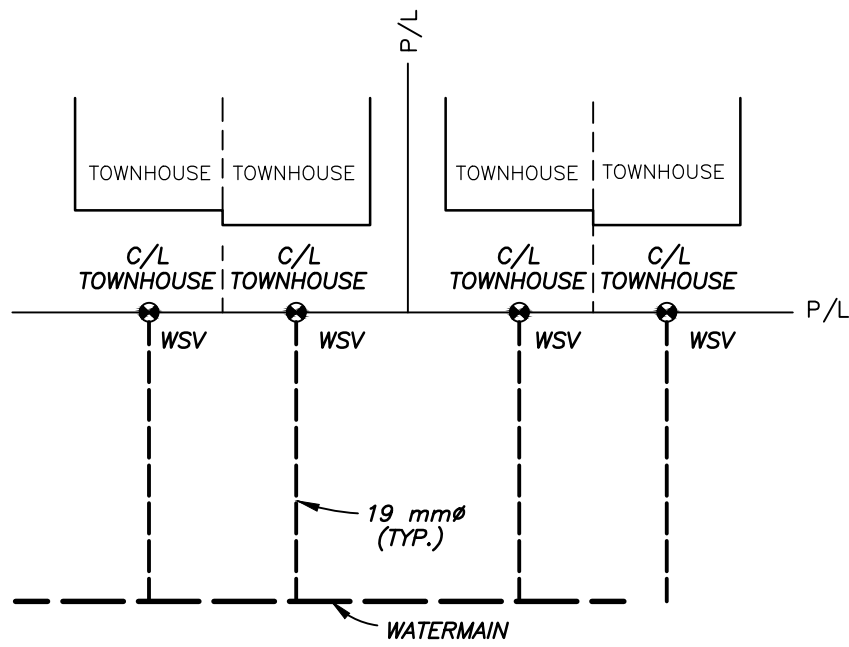 P/L
TOWNHOUSE TOWNHOUSE TOWNHOUSE TOWNHOUSE
C/L C/L C/L C/L
TOWNHOUSE TOWNHOUSE TOWNHOUSE TOWNHOUSE
P/L
WSV WSV WSV WSV
19 mmø
(TYP.)
WATERMAIN